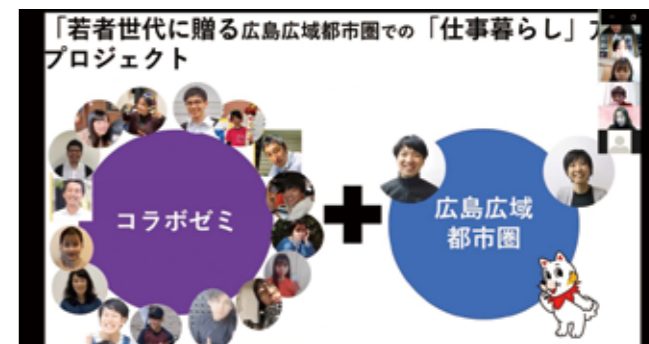 「若者世代に贈る広島広域都市圏での「仕事暮らし」
プロジェクト
コラボゼミ
広島広域
都市圏